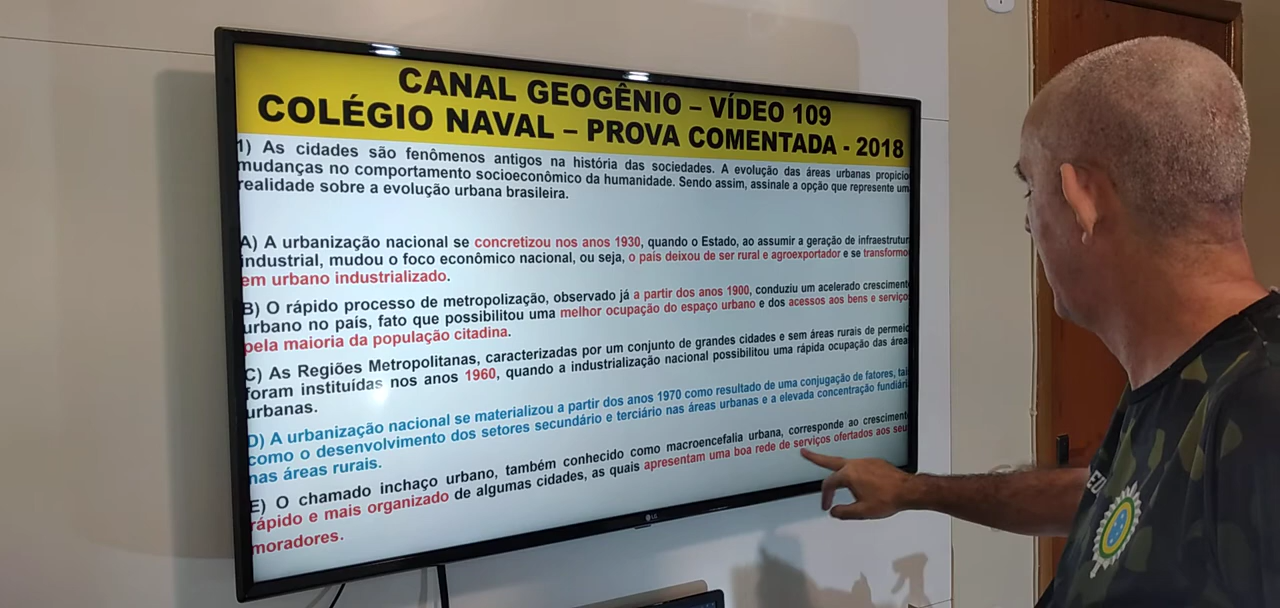 CANAL GEOGÊNIO – VÍDEO 109
COLÉGIO NAVAL – PROVA COMENTADA - 2018
1) As cidades são fenômenos antigos na história das sociedades. A evolução das áreas urbanas propicio
mudanças no comportamento socioeconômico da humanidade. Sendo assim, assinale a opção que represente um
realidade sobre a evolução urbana brasileira.
A) A urbanização nacional se concretizou nos anos 1930, quando o Estado, ao assumir a geração de infraestrutur
industrial, mudou o foco econômico nacional, ou seja, o país deixou de ser rural e agroexportador e se transformo
em urbano industrializado.
B) O rápido processo de metropolização, observado já a partir dos anos 1900, conduziu um acelerado cresciment
urbano no país, fato que possibilitou uma melhor ocupação do espaço urbano e dos acessos aos bens e serviço
pela maioria da população citadina.
C) As Regiões Metropolitanas, caracterizadas por um conjunto de grandes cidades e sem áreas rurais de permei
foram instituídas nos anos 1960, quando a industrialização nacional possibilitou uma rápida ocupação das área
urbanas.
D) A urbanização nacional se materializou a partir dos anos 1970 como resultado de uma conjugação de fatores, tai
como o desenvolvimento dos setores secundário e terciário nas áreas urbanas e a elevada concentração fundiári
nas áreas rurais.
E) O chamado inchaço urbano, também conhecido como macroencefalia urbana, corresponde ao cresciment
rápido e mais organizado de algumas cidades, as quais apresentam uma boa rede de serviços ofertados aos seu
moradores.
LG